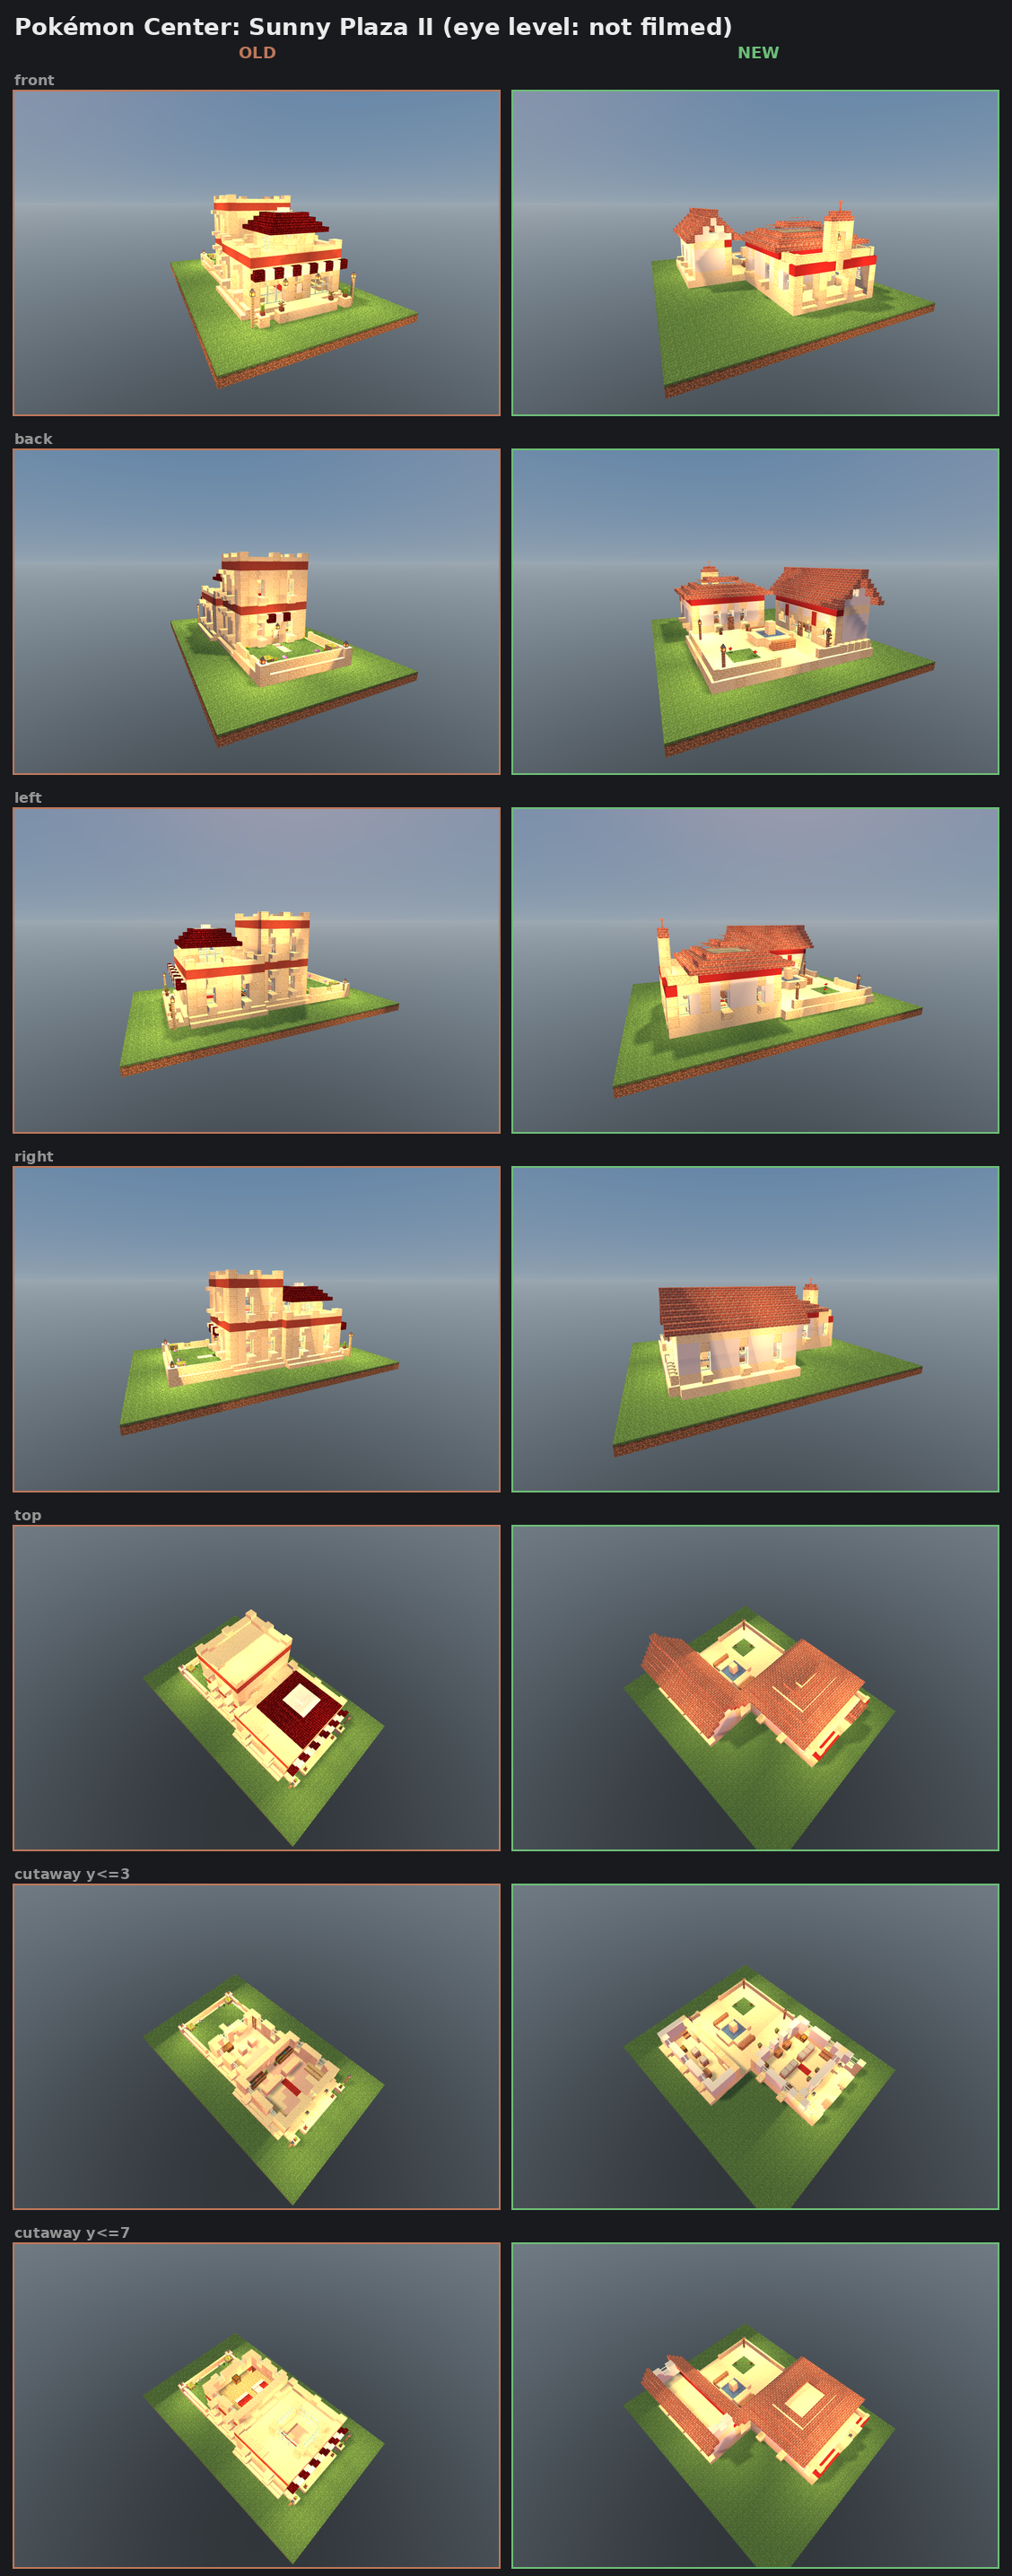 Pokémon Center: Sunny Plaza II (eye level: not filmed)
OLD
NEW
front
back
left
right
top
cutaway y<=3
cutaway y<=7